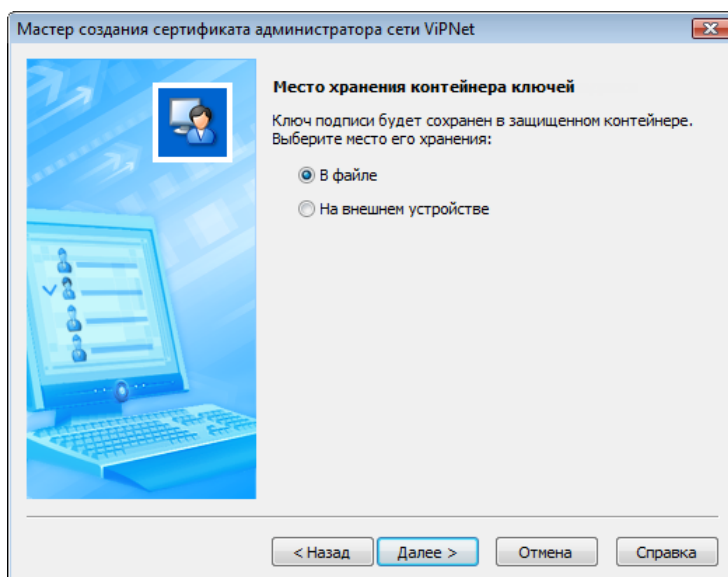 Мастер создания сертификата администратора сети ViPNet
Место хранения контейнера ключей
Ключ подписи будет сохранен в защищенном контейнере.
Выберите место его хранения:
В файле
На внешнем устройстве
< Назад
Далее >
Отмена
Справка